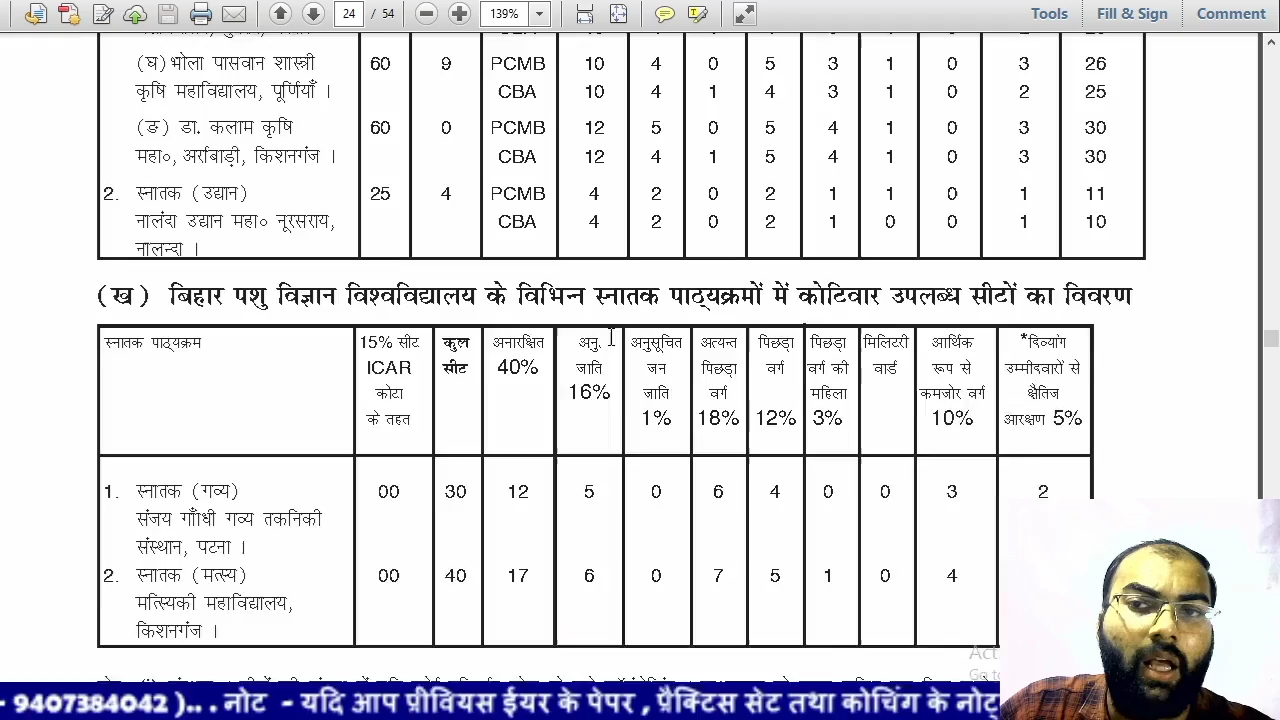 24 / 54
139%
Tools
Fill & Sign
Comment
(घ) भोला पासवान शास्त्री 60 9 PCMB 10 4 0 5 3 1 0 3 26
कृषि महाविद्यालय, पूर्णियाँ । CBA 10 4 1 4 3 1 0 2 25
(ङ) डा. कलाम कृषि 60 0 PCMB 12 5 0 5 4 1 0 3 30
महा०, अर्राबाड़ी, किशनगंज । CBA 12 4 1 5 4 1 0 3 30
2. स्नातक (उद्यान) 25 4 PCMB 4 2 0 2 1 1 0 1 11
नालंदा उद्यान महा० नूरसराय, CBA 4 2 0 2 1 0 0 1 10
नालन्दा ।
(ख) बिहार पशु विज्ञान विश्वविद्यालय के विभिन्न स्नातक पाठ्यक्रमों में कोटिवार उपलब्ध सीटों का विवरण
स्नातक पाठ्यक्रम 15% सीट कुल अनारक्षित अनु. अनुसूचित अत्यन्त पिछड़ा पिछड़ा मिलिटरी आर्थिक *दिव्यांग
ICAR सीट 40% जाति जन पिछड़ा वर्ग वर्ग की वार्ड रूप से उम्मीदवारों से
कोटा 16% जाति वर्ग महिला कमजोर वर्ग क्षैतिज
के तहत 1% 18% 12% 3% 10% आरक्षण 5%
1. स्नातक (गव्य) 00 30 12 5 0 6 4 0 0 3 2
संजय गाँधी गव्य तकनिकी
संस्थान, पटना ।
2. स्नातक (मत्स्य) 00 40 17 6 0 7 5 1 0 4
मत्स्यिकी महाविद्यालय,
किशनगंज ।
- 9407384042 ).. . नोट - यदि आप प्रीवियस ईयर के पेपर , प्रैक्टिस सेट तथा कोचिंग के नोट्